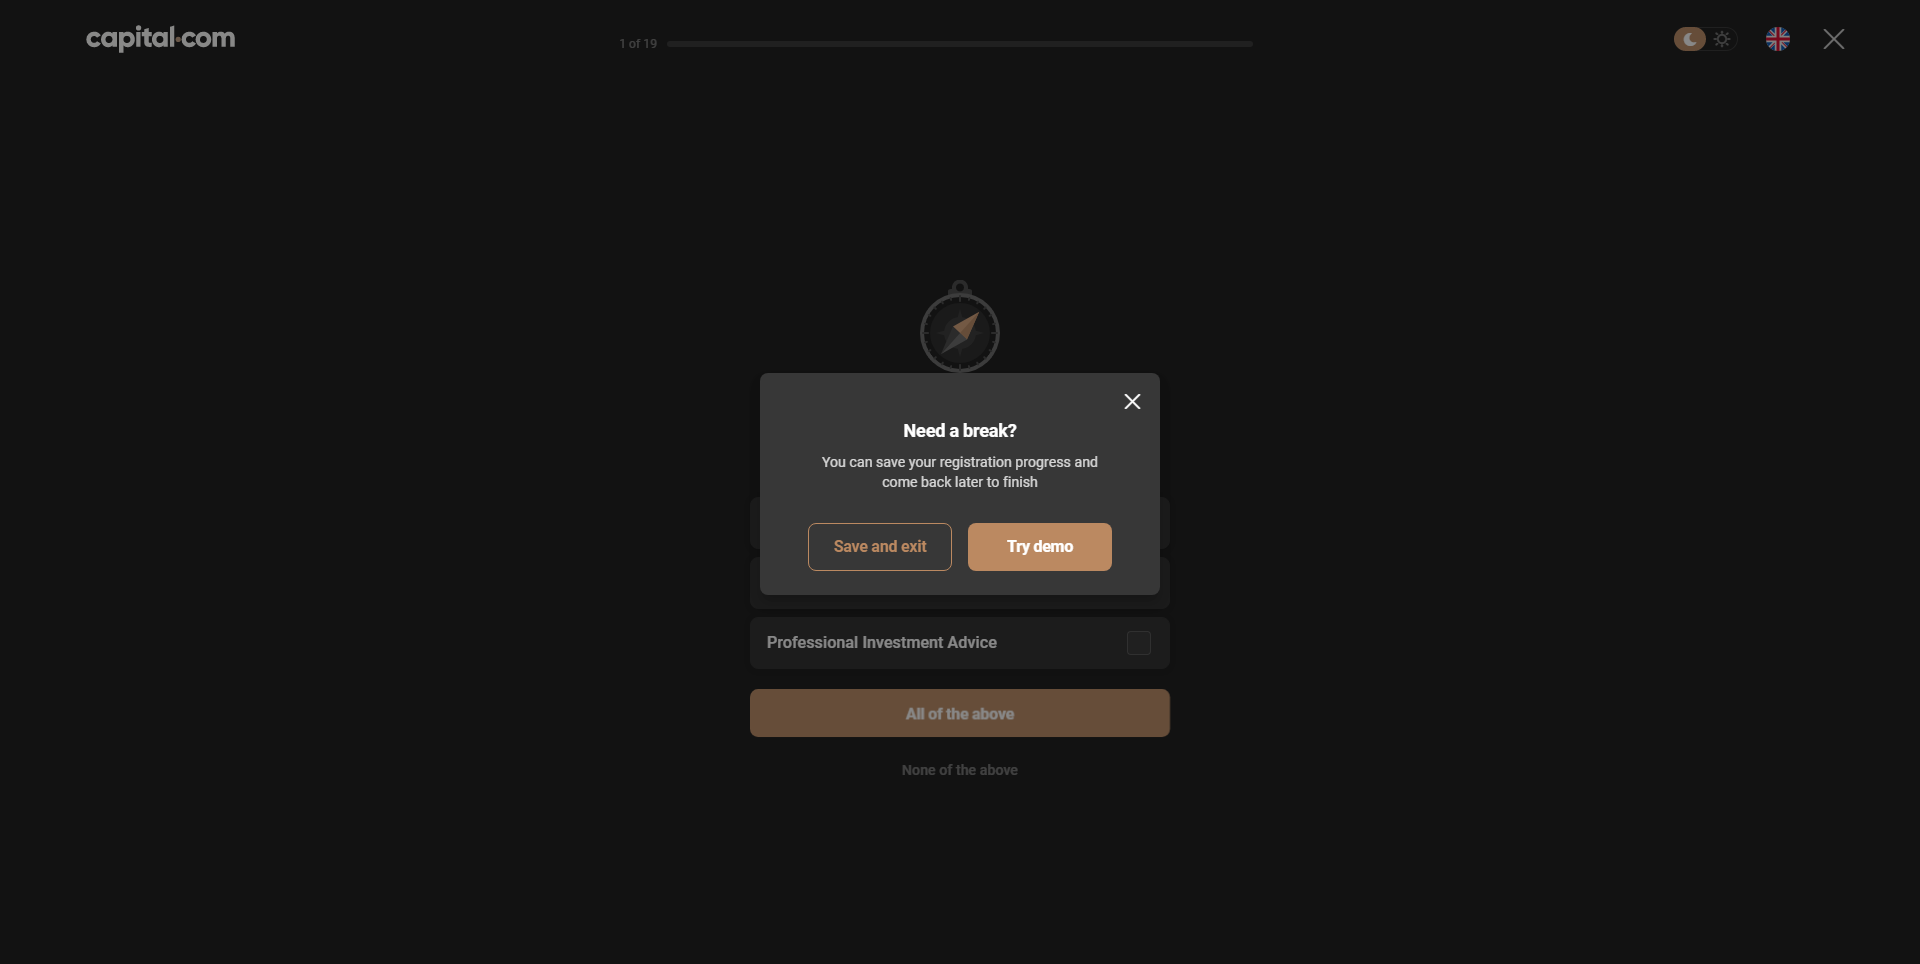 capital.com
1 of 19
Need a break?
You can save your registration progress and
come back later to finish
Save and exit
Try demo
Professional Investment Advice
All of the above
None of the above